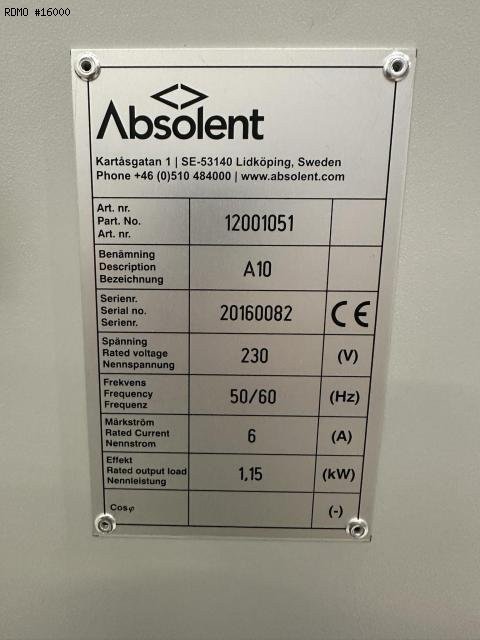 RDMO #16000
Absolent
Kartåsgatan 1 | SE-53140 Lidköping, Sweden
Phone +46 (0)510 484000 | www.absolent.com
Art. nr.
Part. No.
Art. nr.
12001051
Benämning
Description
Bezeichnung
A10
Serienr.
Serial no.
Serienr.
20160082
CE
Spänning
Rated voltage
Nennspannung
230
(V)
Frekvens
Frequency
Frequenz
50/60
(Hz)
Märkström
Rated Current
Nennstrom
6
(A)
Effekt
Rated output load
Nennleistung
1,15
(kW)
Cosφ
(-)